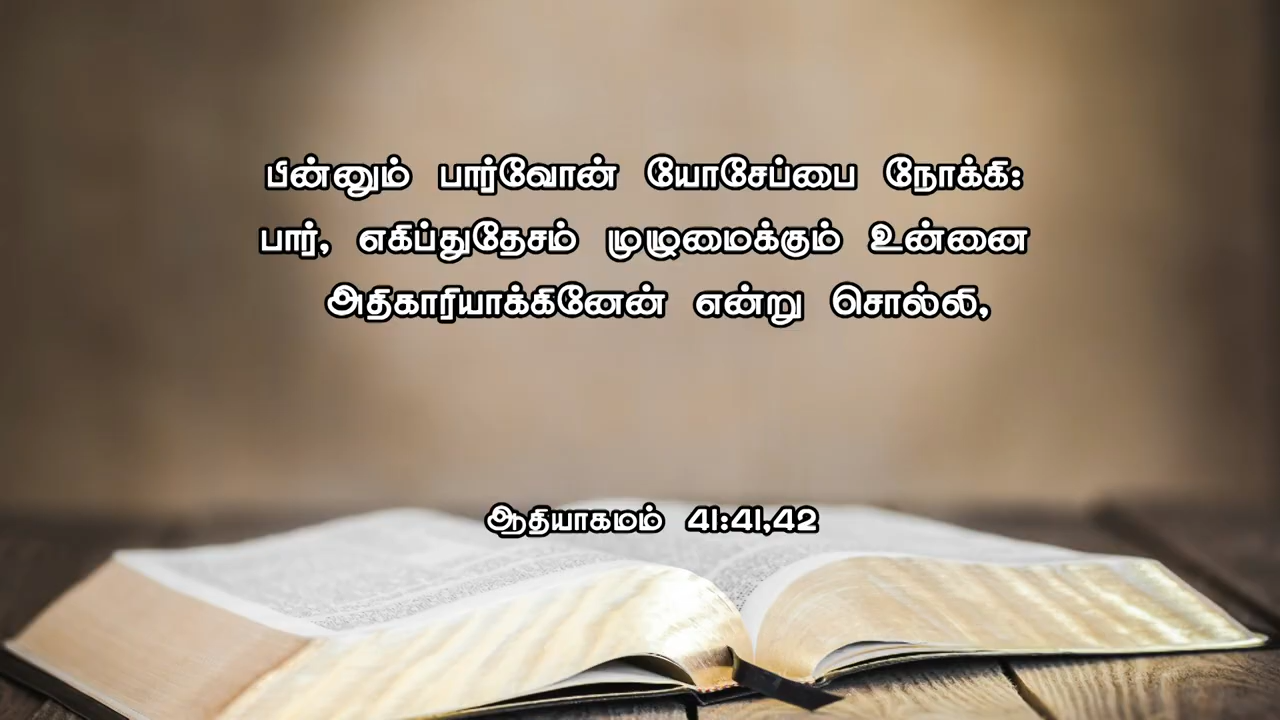 பின்னும் பார்வோன் யோசேப்பை நோக்கி:
பார், எகிப்துதேசம் முழுமைக்கும் உன்னை
அதிகாரியாக்கினேன் என்று சொல்லி,
ஆதியாகமம் 41:41,42